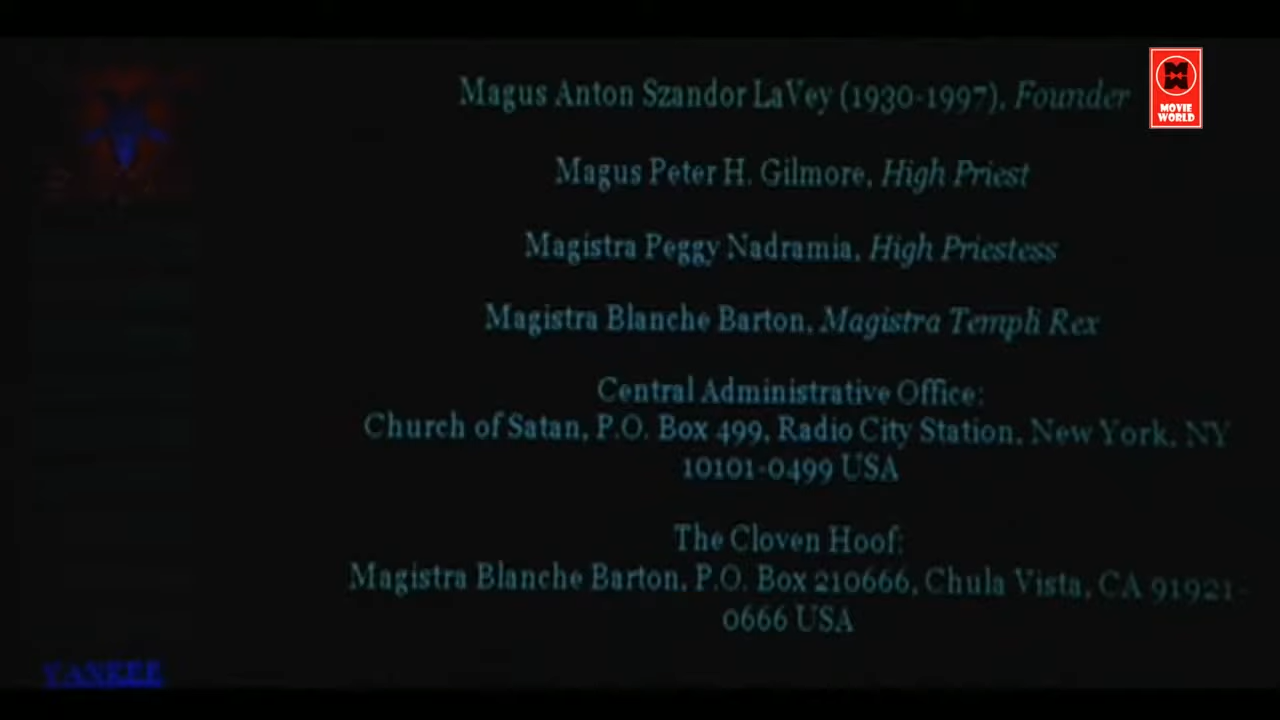 Magus Anton Szandor LaVey (1930-1997), Founder
MOVIE
WORLD
Magus Peter H. Gilmore, High Priest
Magistra Peggy Nadramia, High Priestess
Magistra Blanche Barton, Magistra Templi Rex
Central Administrative Office:
Church of Satan, P.O. Box 499, Radio City Station, New York, NY
10101-0499 USA
The Cloven Hoof:
Magistra Blanche Barton, P.O. Box 210666, Chula Vista, CA 91921-
0666 USA
YANKEE